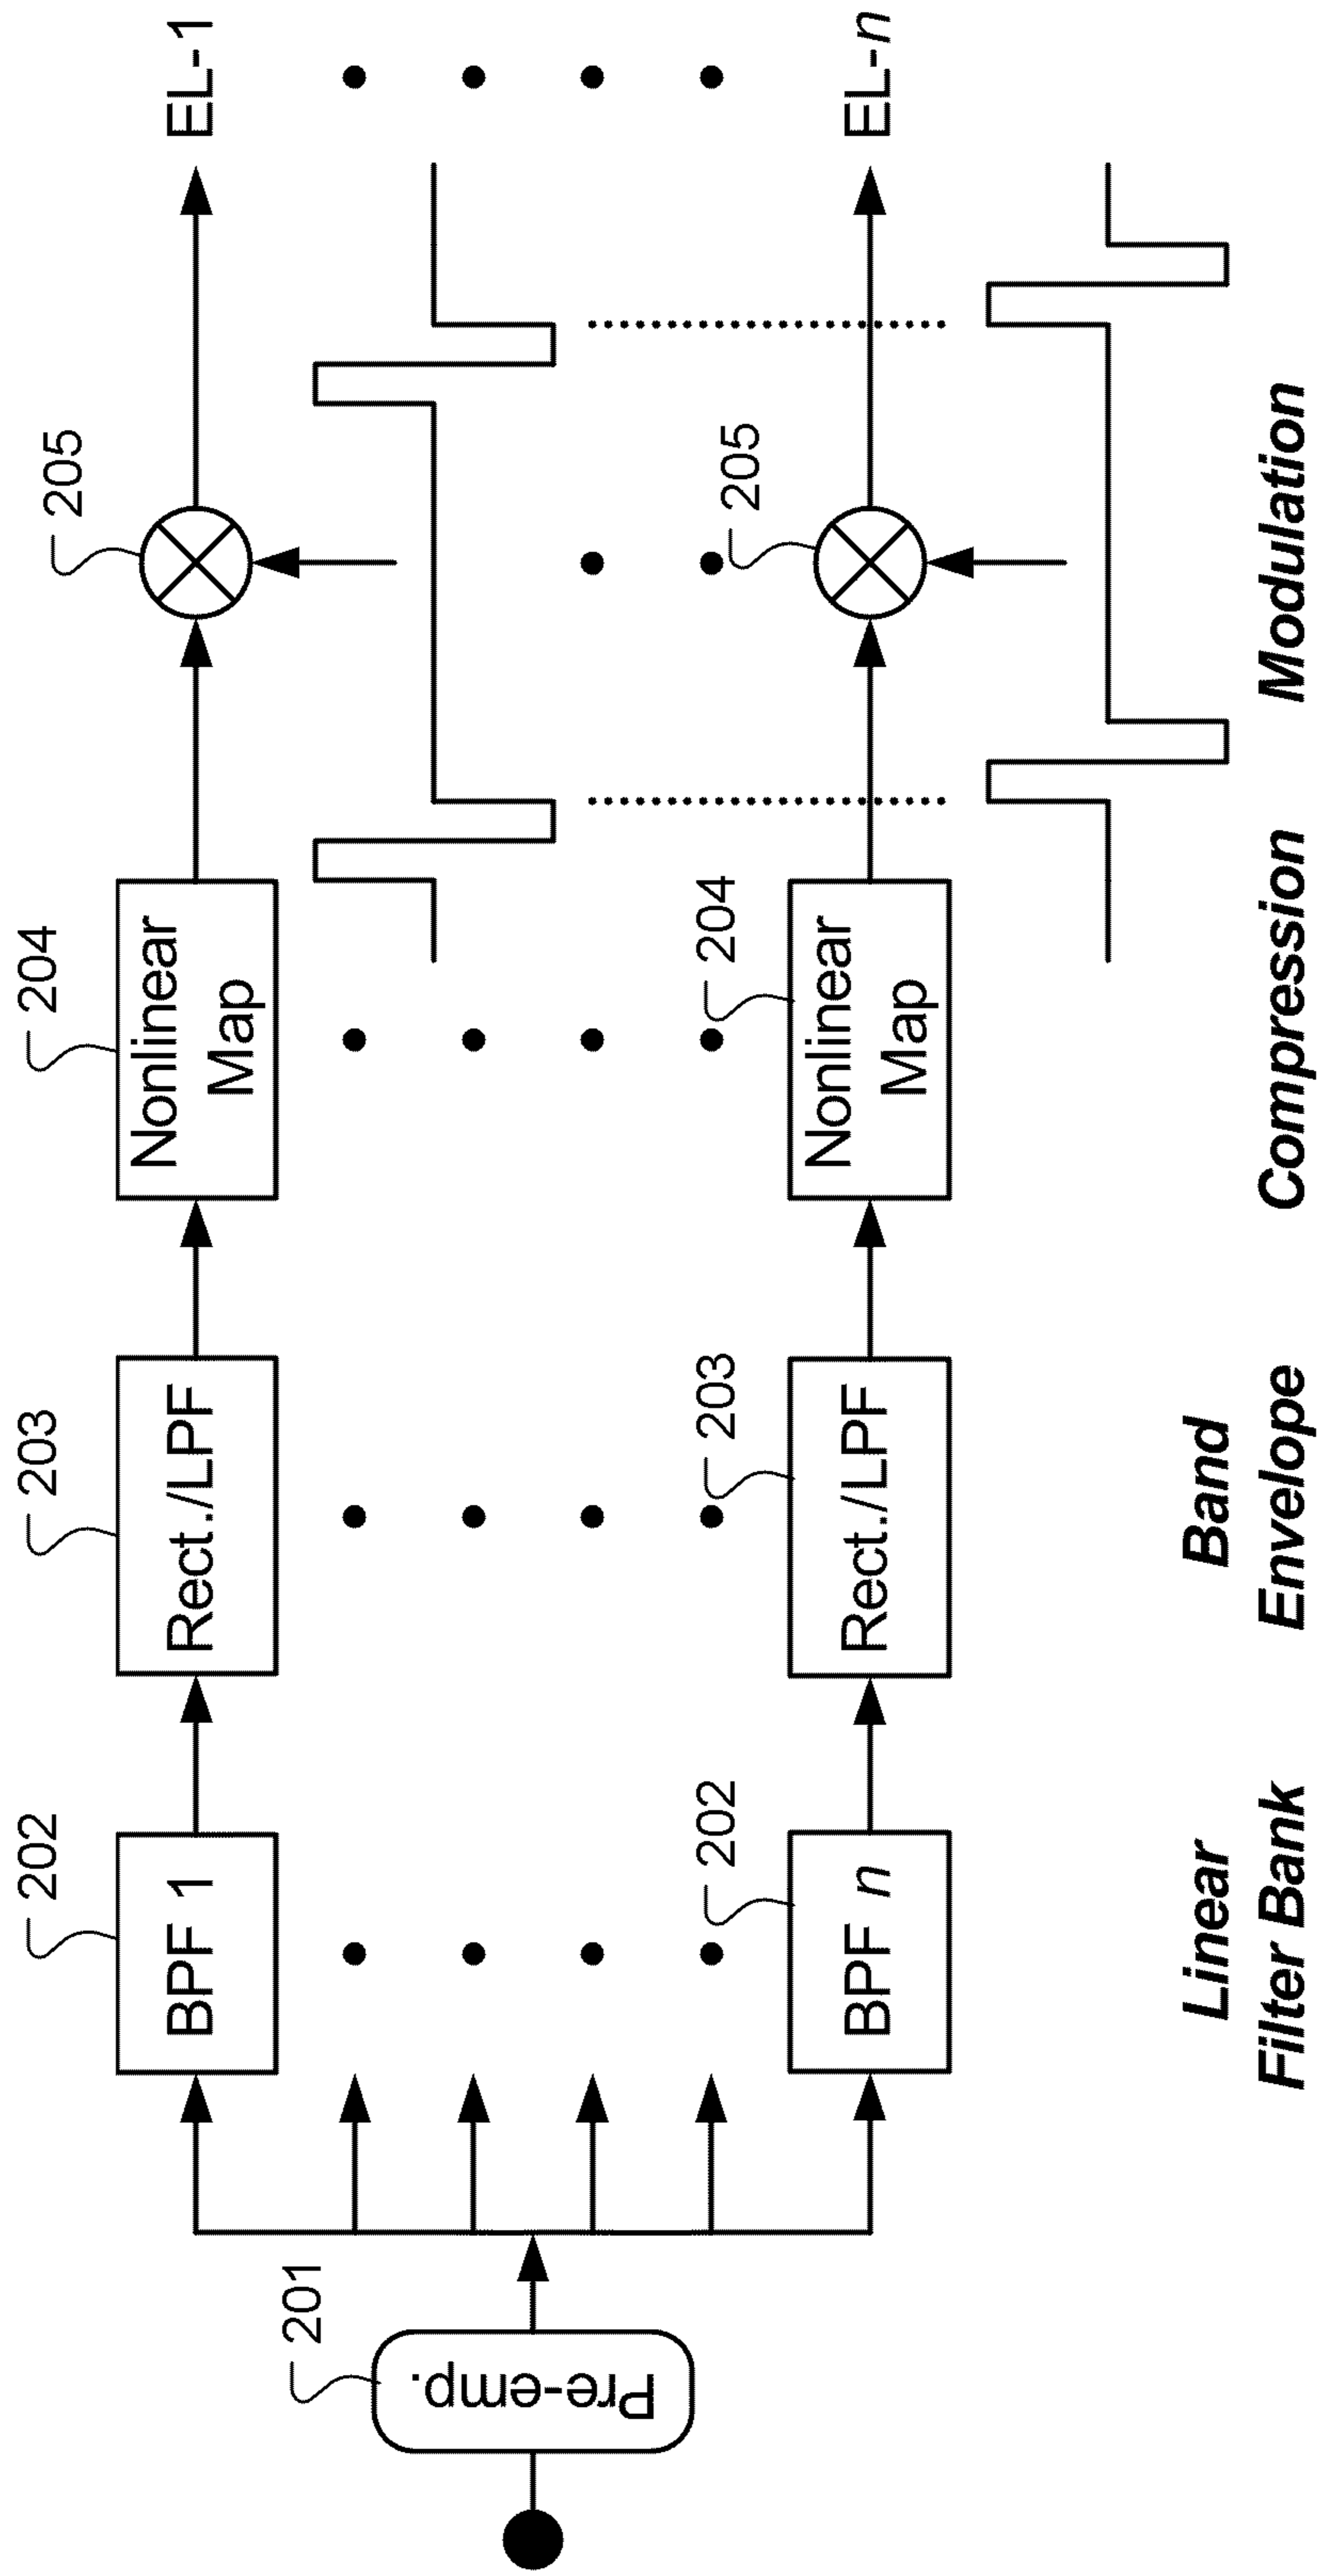 201
Pre-emp.
202
BPF 1
203
Rect./LPF
204
Nonlinear
Map
205
EL-1
202
BPF n
203
Rect./LPF
204
Nonlinear
Map
205
EL-n
Linear
Filter Bank
Band
Envelope
Compression
Modulation